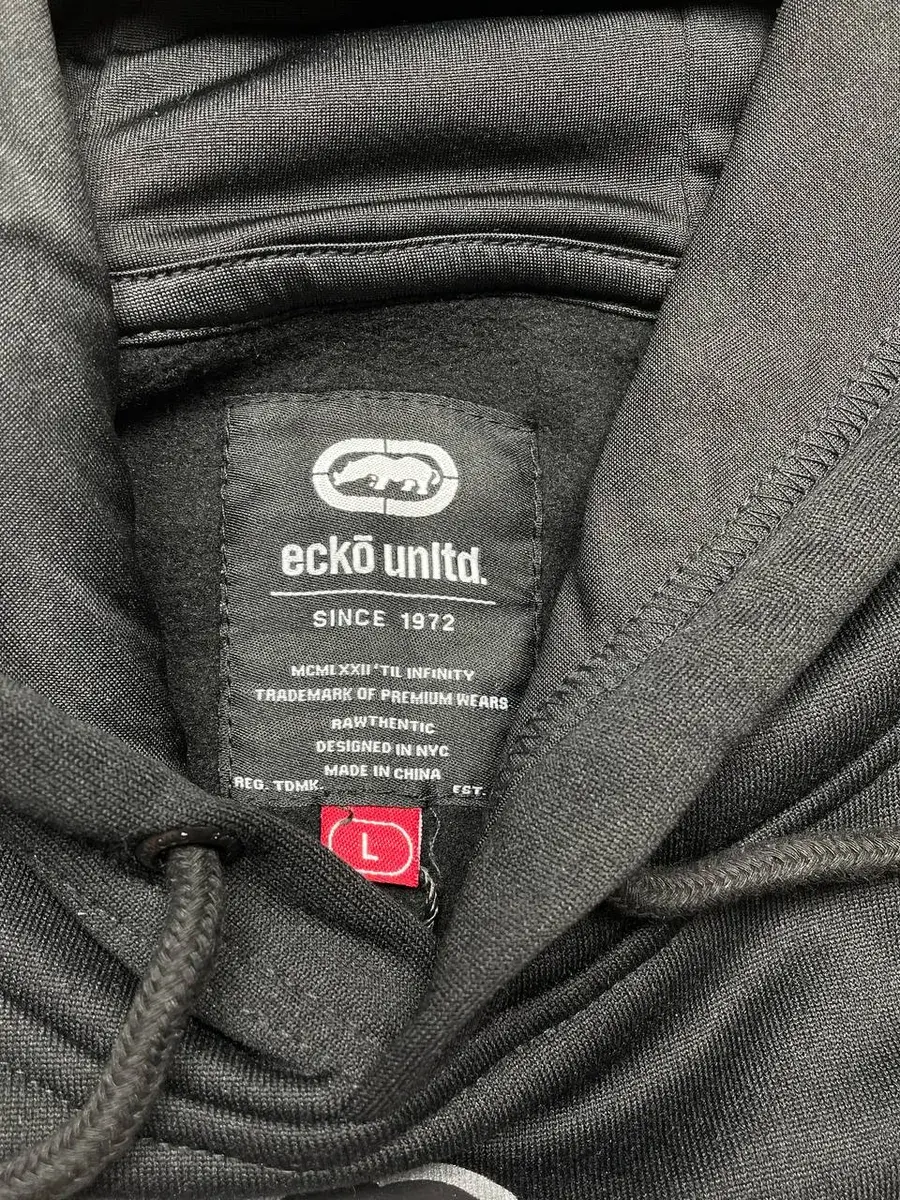 eckō unltd.
SINCE 1972
MCMLXXII 'TIL INFINITY
TRADEMARK OF PREMIUM WEARS
RAWTHENTIC
DESIGNED IN NYC
MADE IN CHINA
REG. TDMK. EST.
L